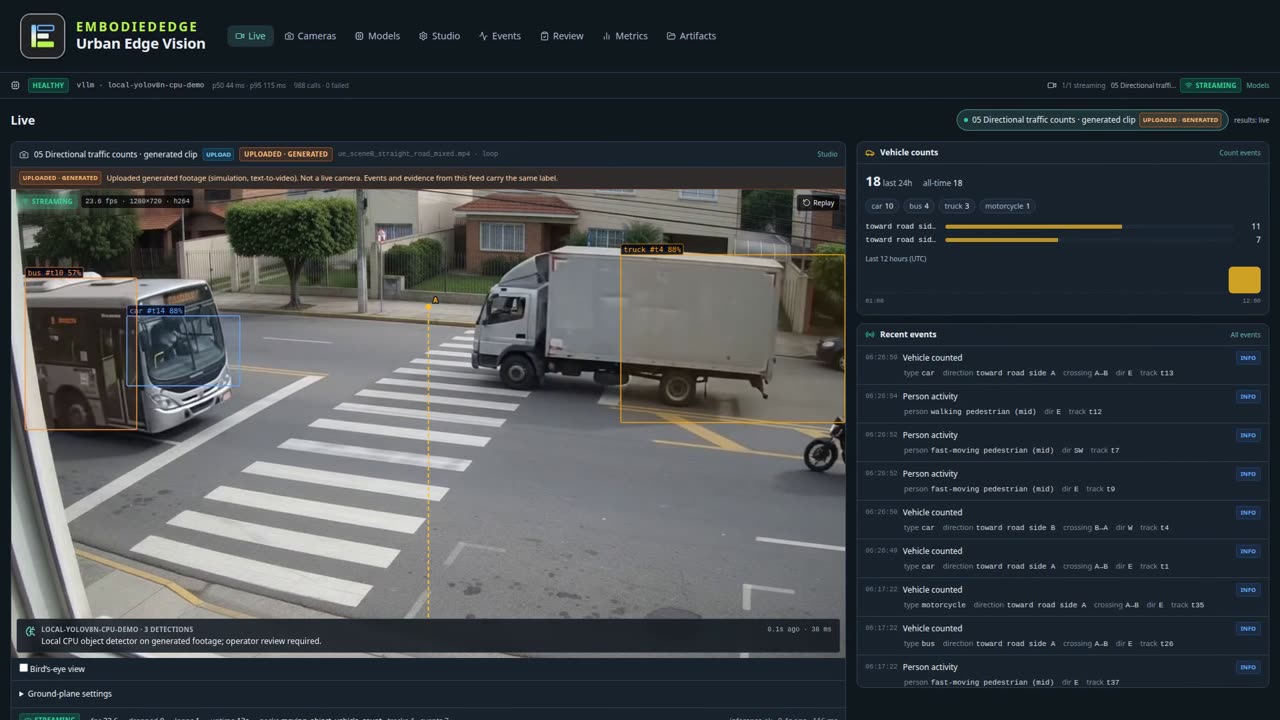 EMBODIEDEDGE
Urban Edge Vision
Live
Cameras
Models
Studio
Events
Review
Metrics
Artifacts
HEALTHY vllm · local-yolov8n-cpu-demo p50 44 ms · p95 115 ms · 988 calls · 0 failed
1/1 streaming 05 Directional traffi... STREAMING Models
Live
05 Directional traffic counts · generated clip UPLOADED · GENERATED results: live
05 Directional traffic counts · generated clip UPLOAD UPLOADED · GENERATED ue_scene8_straight_road_mixed.mp4 · loop Studio
UPLOADED · GENERATED Uploaded generated footage (simulation, text-to-video). Not a live camera. Events and evidence from this feed carry the same label.
STREAMING 23.6 fps · 1280×720 · h264
Replay
truck #t4 88%
bus #t10 57%
car #t14 88%
A
LOCAL-YOLOV8N-CPU-DEMO · 3 DETECTIONS 0.1s ago · 38 ms
Local CPU object detector on generated footage; operator review required.
Bird's-eye view
Ground-plane settings
STREAMING
Vehicle counts Count events
18 last 24h all-time 18
car 10 bus 4 truck 3 motorcycle 1
toward road sid… 11
toward road sid… 7
Last 12 hours (UTC)
01:00 12:00
Recent events All events
06:26:59 Vehicle counted INFO
type car direction toward road side A crossing A→B dir E track t13
06:26:54 Person activity INFO
person walking pedestrian (mid) dir E track t12
06:26:52 Person activity INFO
person fast-moving pedestrian (mid) dir SW track t7
06:26:52 Person activity INFO
person fast-moving pedestrian (mid) dir E track t9
06:26:50 Vehicle counted INFO
type car direction toward road side B crossing B→A dir W track t4
06:26:49 Vehicle counted INFO
type car direction toward road side A crossing A→B dir E track t1
06:17:22 Vehicle counted INFO
type motorcycle direction toward road side A crossing A→B dir E track t35
06:17:22 Vehicle counted INFO
type bus direction toward road side A crossing A→B dir E track t26
06:17:22 Person activity INFO
person fast-moving pedestrian (mid) dir E track t37